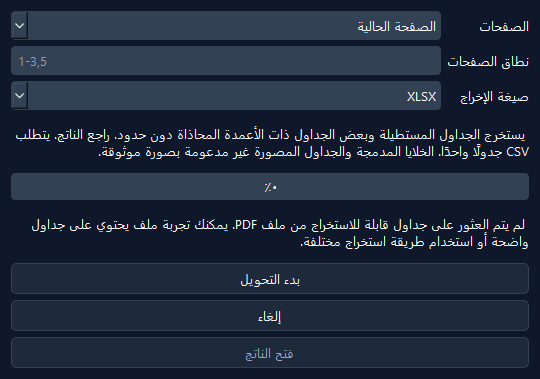 الصفحات
الصفحة الحالية
نطاق الصفحات
1-3,5
صيغة الإخراج
XLSX
يستخرج الجداول المستطيلة وبعض الجداول ذات الأعمدة المحاذاة دون حدود. راجع الناتج. يتطلب
CSV جدولًا واحدًا. الخلايا المدمجة والجداول المصورة غير مدعومة بصورة موثوقة.
٠٪
لم يتم العثور على جداول قابلة للاستخراج من ملف PDF. يمكنك تجربة ملف يحتوي على جداول
واضحة أو استخدام طريقة استخراج مختلفة.
بدء التحويل
إلغاء
فتح الناتج